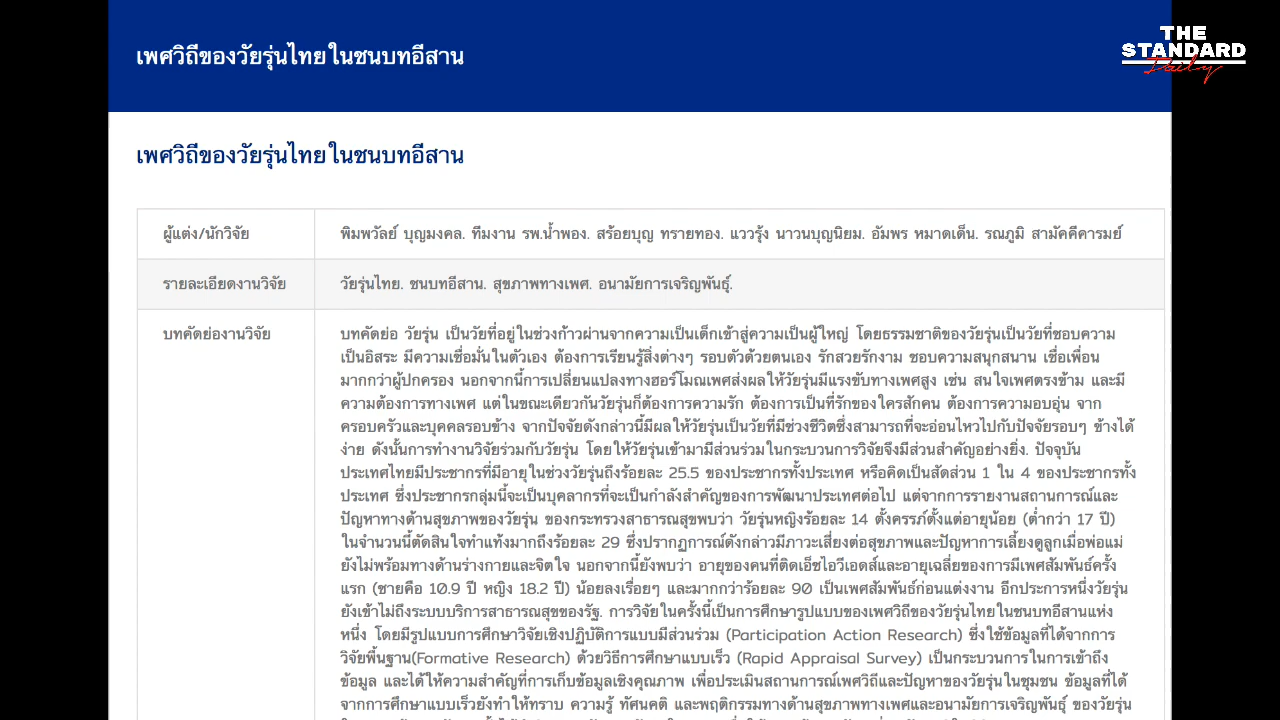 เพศวิถีของวัยรุ่นไทยในชนบทอีสาน
THE
STANDARD
Daily
เพศวิถีของวัยรุ่นไทยในชนบทอีสาน
ผู้แต่ง/นักวิจัย พิมพวัลย์ บุญมงคล. ทีมงาน รพ.น้ำพอง. สร้อยบุญ ทรายทอง. แววรุ้ง นาวนบุญนิยม. อัมพร หมาดเด็น. รณภูมิ สามัคคีคารมย์
รายละเอียดงานวิจัย วัยรุ่นไทย. ชนบทอีสาน. สุขภาพทางเพศ. อนามัยการเจริญพันธุ์.
บทคัดย่องานวิจัย บทคัดย่อ วัยรุ่น เป็นวัยที่อยู่ในช่วงก้าวผ่านจากความเป็นเด็กเข้าสู่ความเป็นผู้ใหญ่ โดยธรรมชาติของวัยรุ่นเป็นวัยที่ชอบความ
เป็นอิสระ มีความเชื่อมั่นในตัวเอง ต้องการเรียนรู้สิ่งต่างๆ รอบตัวด้วยตนเอง รักสวยรักงาม ชอบความสนุกสนาน เชื่อเพื่อน
มากกว่าผู้ปกครอง นอกจากนี้การเปลี่ยนแปลงทางฮอร์โมณเพศส่งผลให้วัยรุ่นมีแรงขับทางเพศสูง เช่น สนใจเพศตรงข้าม และมี
ความต้องการทางเพศ แต่ในขณะเดียวกันวัยรุ่นก็ต้องการความรัก ต้องการเป็นที่รักของใครสักคน ต้องการความอบอุ่น จาก
ครอบครัวและบุคคลรอบข้าง จากปัจจัยดังกล่าวนี้มีผลให้วัยรุ่นเป็นวัยที่มีช่วงชีวิตซึ่งสามารถที่จะอ่อนไหวไปกับปัจจัยรอบๆ ข้างได้
ง่าย ดังนั้นการทำงานวิจัยร่วมกับวัยรุ่น โดยให้วัยรุ่นเข้ามามีส่วนร่วมในกระบวนการวิจัยจึงมีส่วนสำคัญอย่างยิ่ง. ปัจจุบัน
ประเทศไทยมีประชากรที่มีอายุในช่วงวัยรุ่นถึงร้อยละ 25.5 ของประชากรทั้งประเทศ หรือคิดเป็นสัดส่วน 1 ใน 4 ของประชากรทั้ง
ประเทศ ซึ่งประชากรกลุ่มนี้จะเป็นบุคลากรที่จะเป็นกำลังสำคัญของการพัฒนาประเทศต่อไป แต่จากการรายงานสถานการณ์และ
ปัญหาทางด้านสุขภาพของวัยรุ่น ของกระทรวงสาธารณสุขพบว่า วัยรุ่นหญิงร้อยละ 14 ตั้งครรภ์ตั้งแต่อายุน้อย (ต่ำกว่า 17 ปี)
ในจำนวนนี้ตัดสินใจทำแท้งมากถึงร้อยละ 29 ซึ่งปรากฏการณ์ดังกล่าวมีภาวะเสี่ยงต่อสุขภาพและปัญหาการเลี้ยงดูลูกเมื่อพ่อแม่
ยังไม่พร้อมทางด้านร่างกายและจิตใจ นอกจากนี้ยังพบว่า อายุของคนที่ติดเอ็ชไอวีเอดส์และอายุเฉลี่ยของการมีเพศสัมพันธ์ครั้ง
แรก (ชายคือ 10.9 ปี หญิง 18.2 ปี) น้อยลงเรื่อยๆ และมากกว่าร้อยละ 90 เป็นเพศสัมพันธ์ก่อนแต่งงาน อีกประการหนึ่งวัยรุ่น
ยังเข้าไม่ถึงระบบบริการสาธารณสุขของรัฐ. การวิจัยในครั้งนี้เป็นการศึกษารูปแบบของเพศวิถีของวัยรุ่นไทยในชนบทอีสานแห่ง
หนึ่ง โดยมีรูปแบบการศึกษาวิจัยเชิงปฏิบัติการแบบมีส่วนร่วม (Participation Action Research) ซึ่งใช้ข้อมูลที่ได้จากการ
วิจัยพื้นฐาน(Formative Research) ด้วยวิธีการศึกษาแบบเร็ว (Rapid Appraisal Survey) เป็นกระบวนการในการเข้าถึง
ข้อมูล และได้ให้ความสำคัญที่การเก็บข้อมูลเชิงคุณภาพ เพื่อประเมินสถานการณ์เพศวิถีและปัญหาของวัยรุ่นในชุมชน ข้อมูลที่ได้
จากการศึกษาแบบเร็วยังทำให้ทราบ ความรู้ ทัศนคติ และพฤติกรรมทางด้านสุขภาพทางเพศและอนามัยการเจริญพันธุ์ ของวัยรุ่น